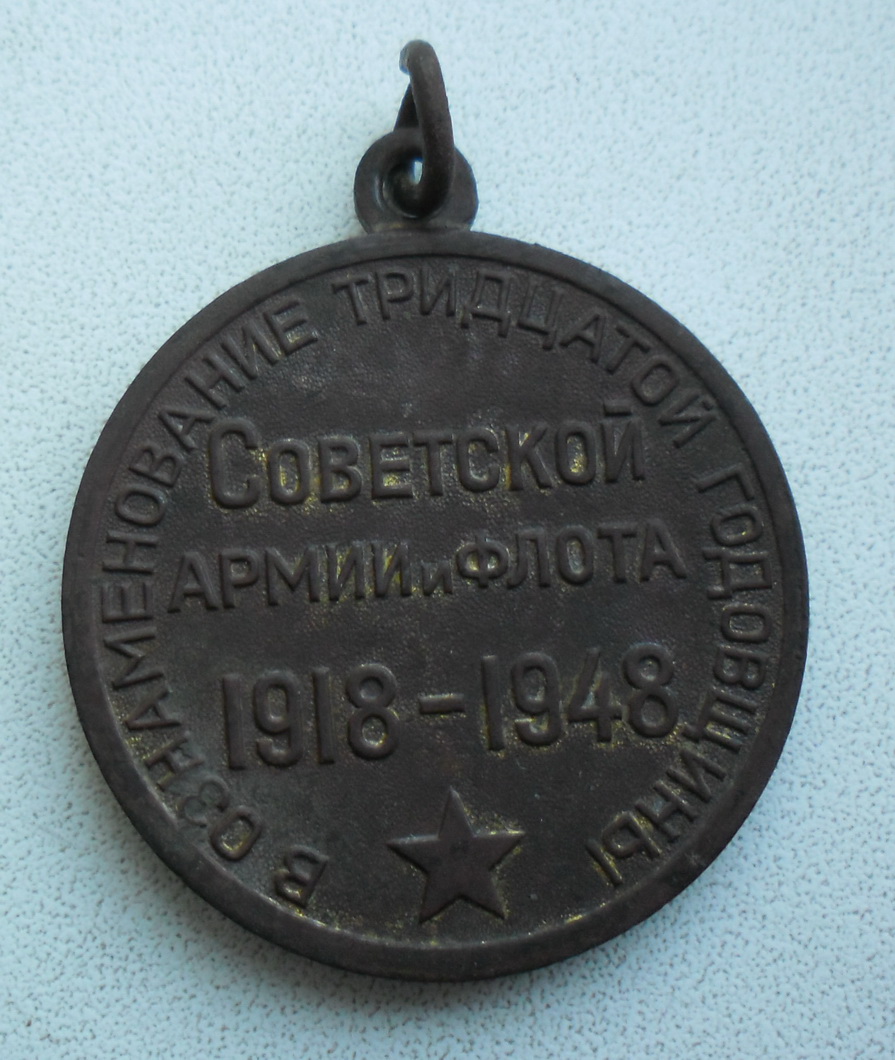 В ОЗНАМЕНОВАНИЕ ТРИДЦАТОЙ ГОДОВЩИНЫ
СОВЕТСКОЙ
АРМИИ и ФЛОТА
1918-1948